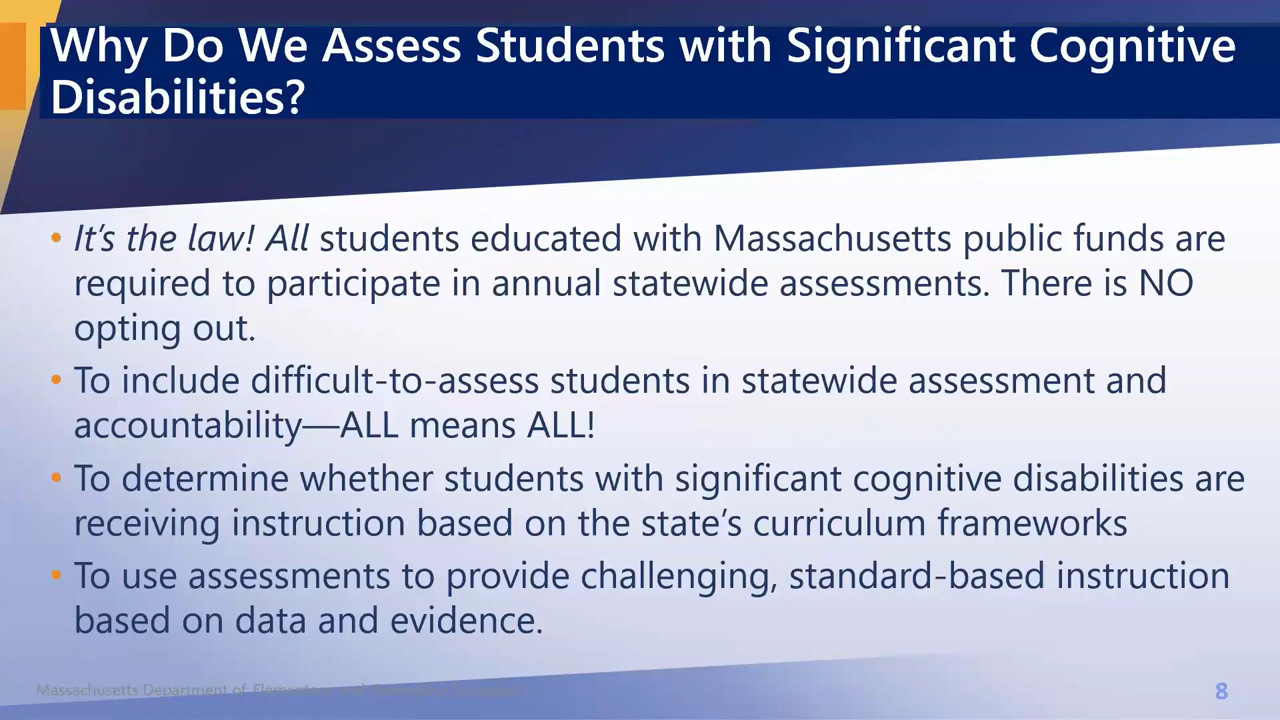 Why Do We Assess Students with Significant Cognitive
Disabilities?
• It’s the law! All students educated with Massachusetts public funds are
required to participate in annual statewide assessments. There is NO
opting out.
• To include difficult-to-assess students in statewide assessment and
accountability—ALL means ALL!
• To determine whether students with significant cognitive disabilities are
receiving instruction based on the state’s curriculum frameworks
• To use assessments to provide challenging, standard-based instruction
based on data and evidence.
Massachusetts Department of Elementary and Secondary Education
8